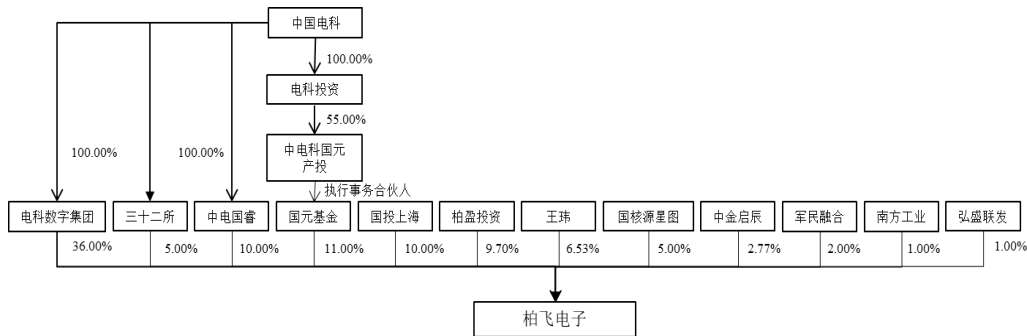 中国电科
100.00%
电科投资
55.00%
100.00%
100.00%
中电科国元
产投
执行事务合伙人
电科数字集团
三十二所
中电国睿
国元基金
国投上海
柏盈投资
王玮
国核源星图
中金启辰
军民融合
南方工业
弘盛联发
36.00%
5.00%
10.00%
11.00%
10.00%
9.70%
6.53%
5.00%
2.77%
2.00%
1.00%
1.00%
柏飞电子